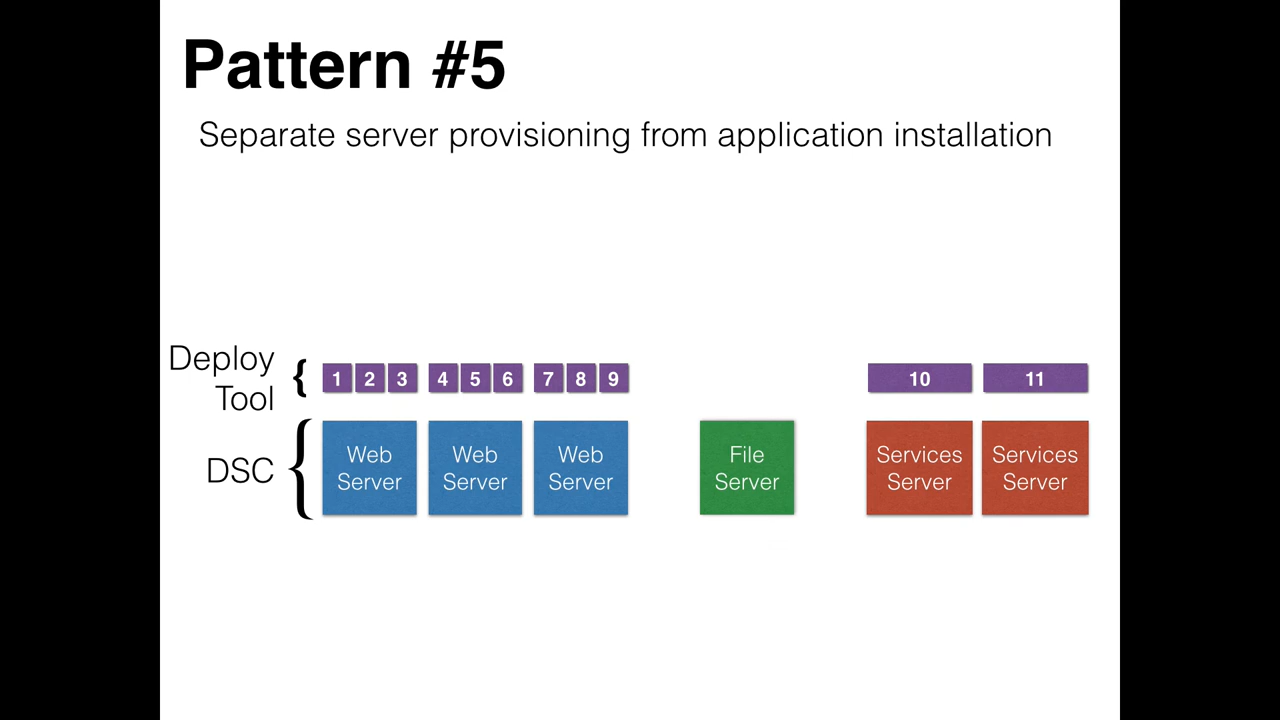 Pattern #5
Separate server provisioning from application installation
Deploy
Tool
1 2 3 4 5 6 7 8 9 10 11
DSC
Web
Server
Web
Server
Web
Server
File
Server
Services
Server
Services
Server